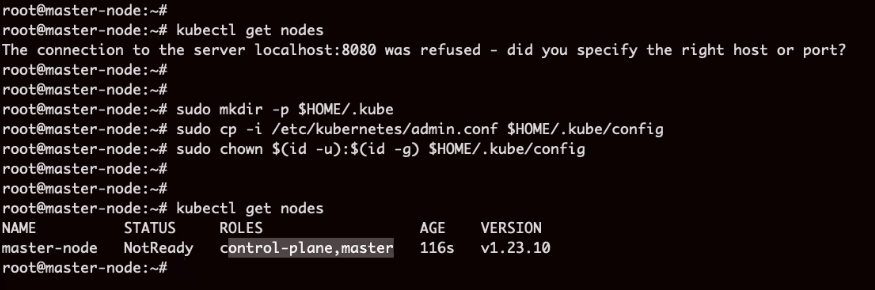 root@master-node:~#
root@master-node:~# kubectl get nodes
The connection to the server localhost:8080 was refused - did you specify the right host or port?
root@master-node:~#
root@master-node:~#
root@master-node:~# sudo mkdir -p $HOME/.kube
root@master-node:~# sudo cp -i /etc/kubernetes/admin.conf $HOME/.kube/config
root@master-node:~# sudo chown $(id -u):$(id -g) $HOME/.kube/config
root@master-node:~#
root@master-node:~#
root@master-node:~# kubectl get nodes
NAME STATUS ROLES AGE VERSION
master-node NotReady control-plane,master 116s v1.23.10
root@master-node:~#